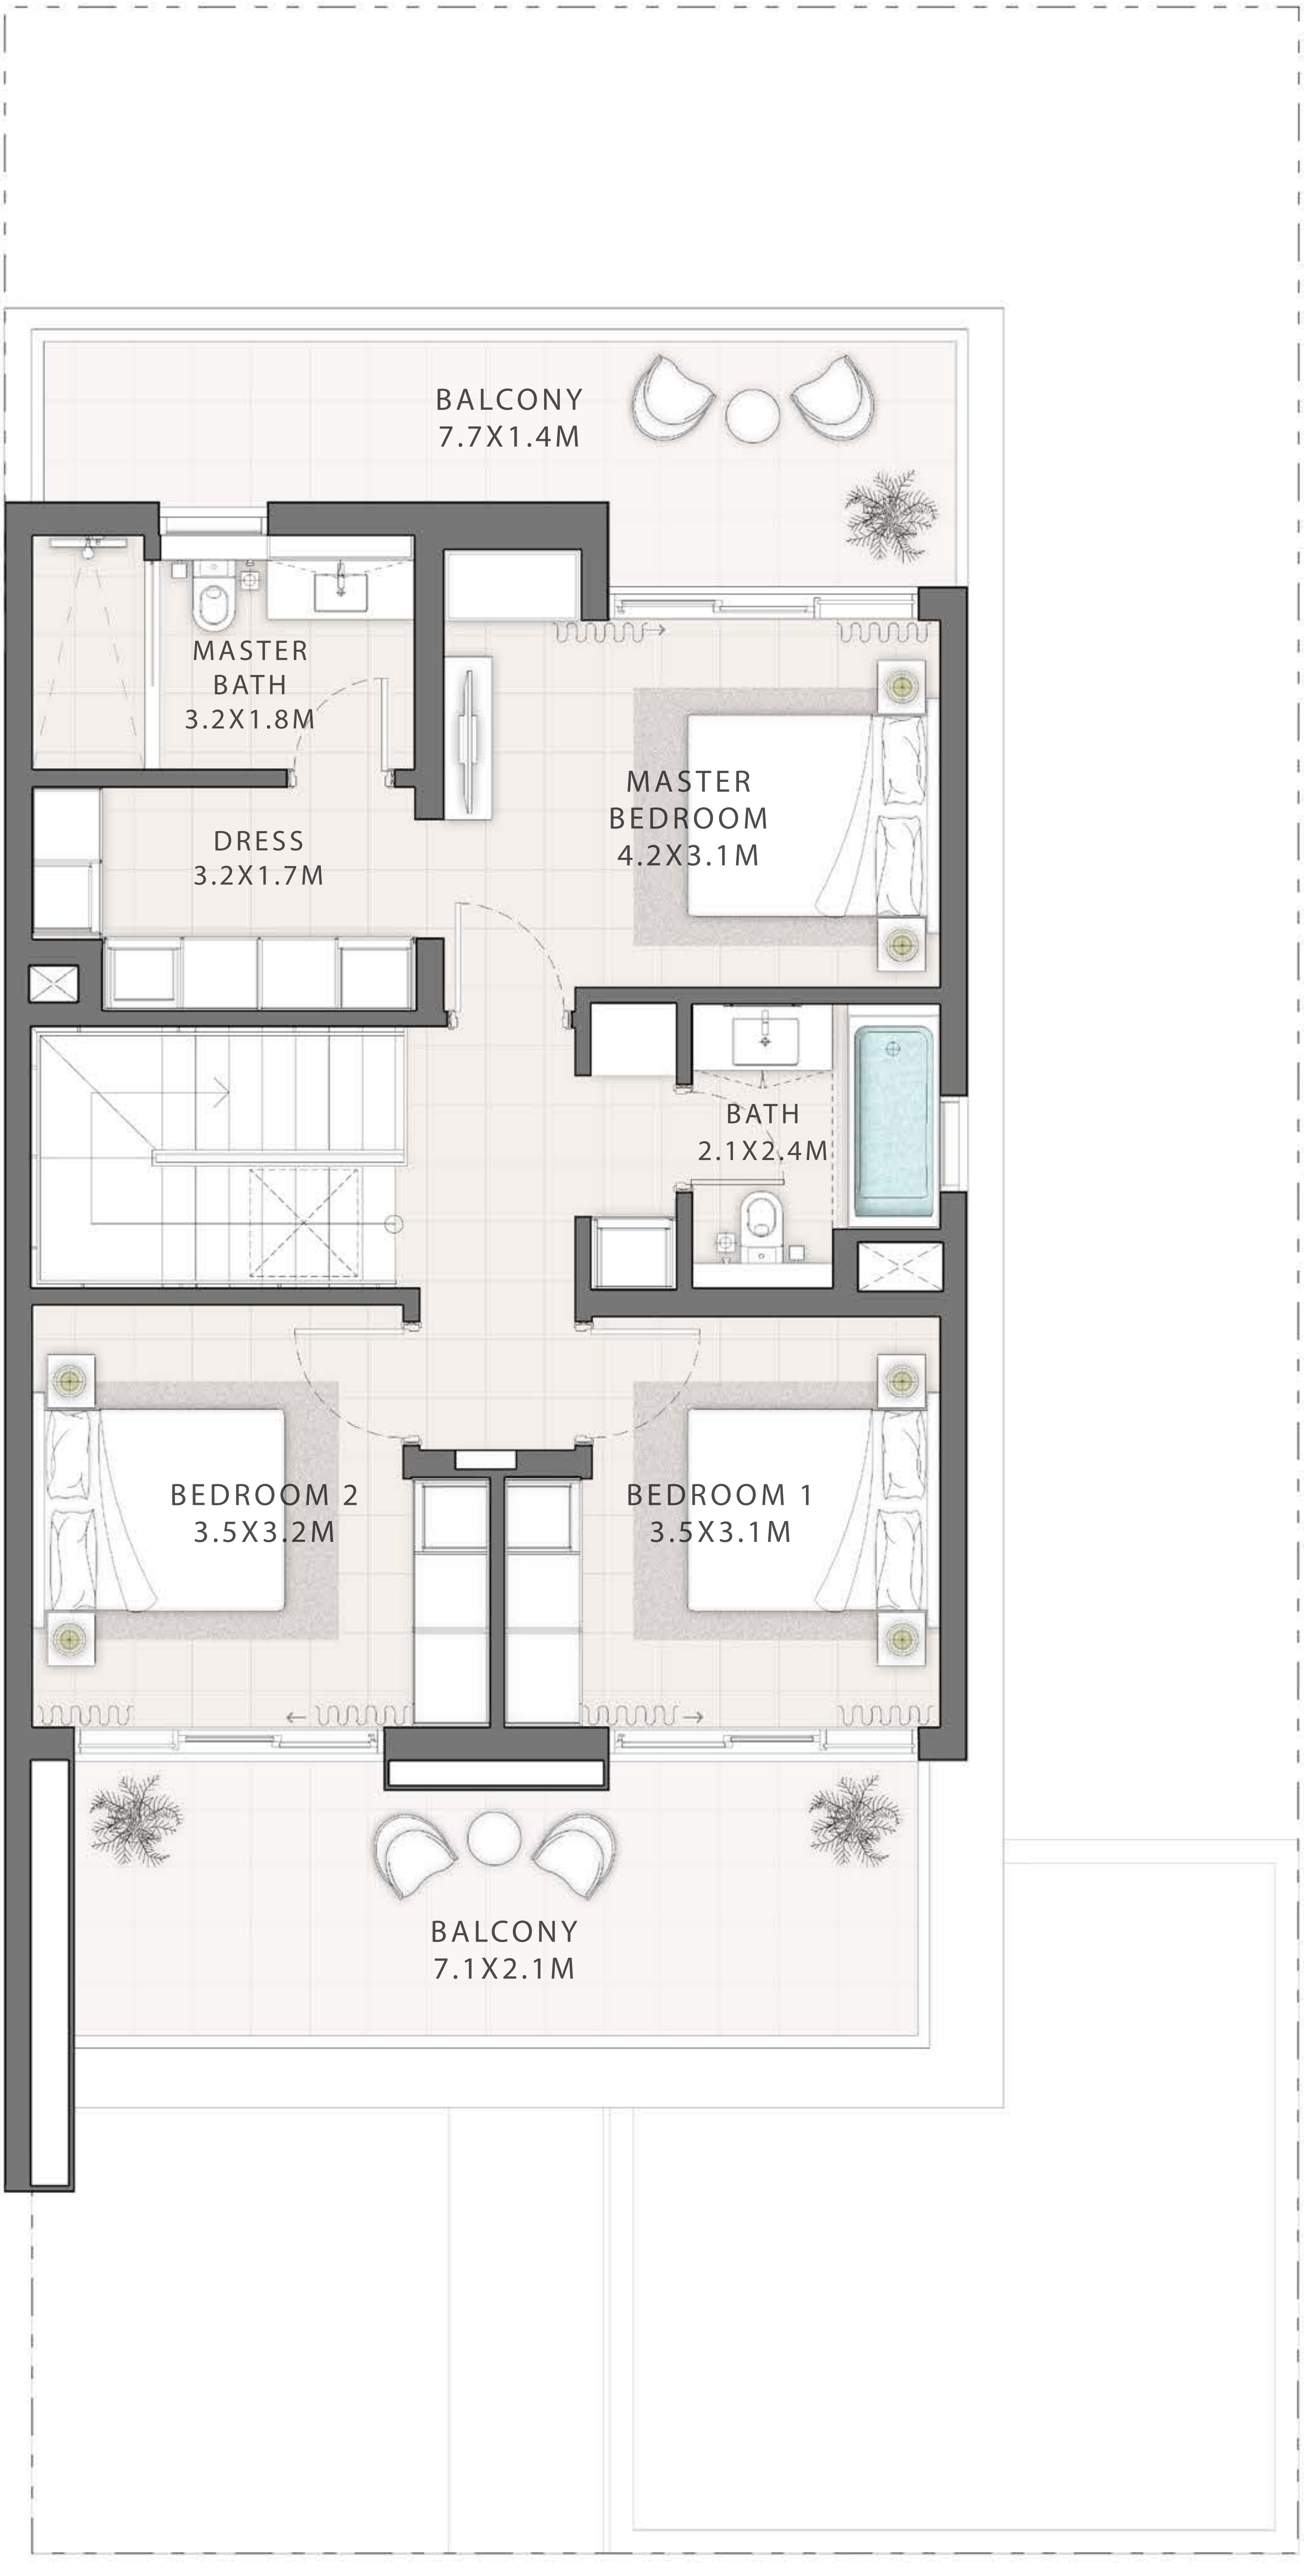 BALCONY
7.7X1.4M
MASTER
BATH
3.2X1.8M
MASTER
BEDROOM
4.2X3.1M
DRESS
3.2X1.7M
BATH
2.1X2.4M
BEDROOM 2
3.5X3.2M
BEDROOM 1
3.5X3.1M
BALCONY
7.1X2.1M